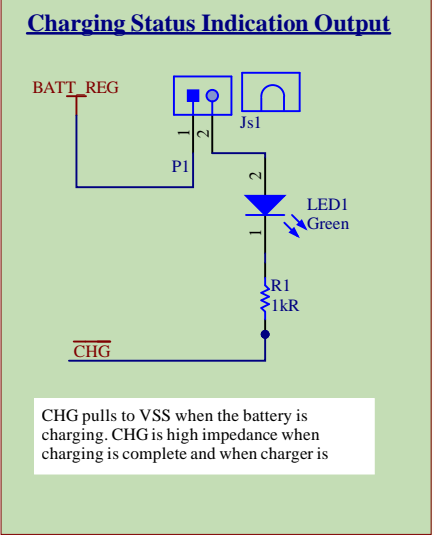 Charging Status Indication Output
BATT_REG
Js1
1
2
P1
2
LED1
Green
1
R1
1kR
CHG
CHG pulls to VSS when the battery is
charging. CHG is high impedance when
charging is complete and when charger is